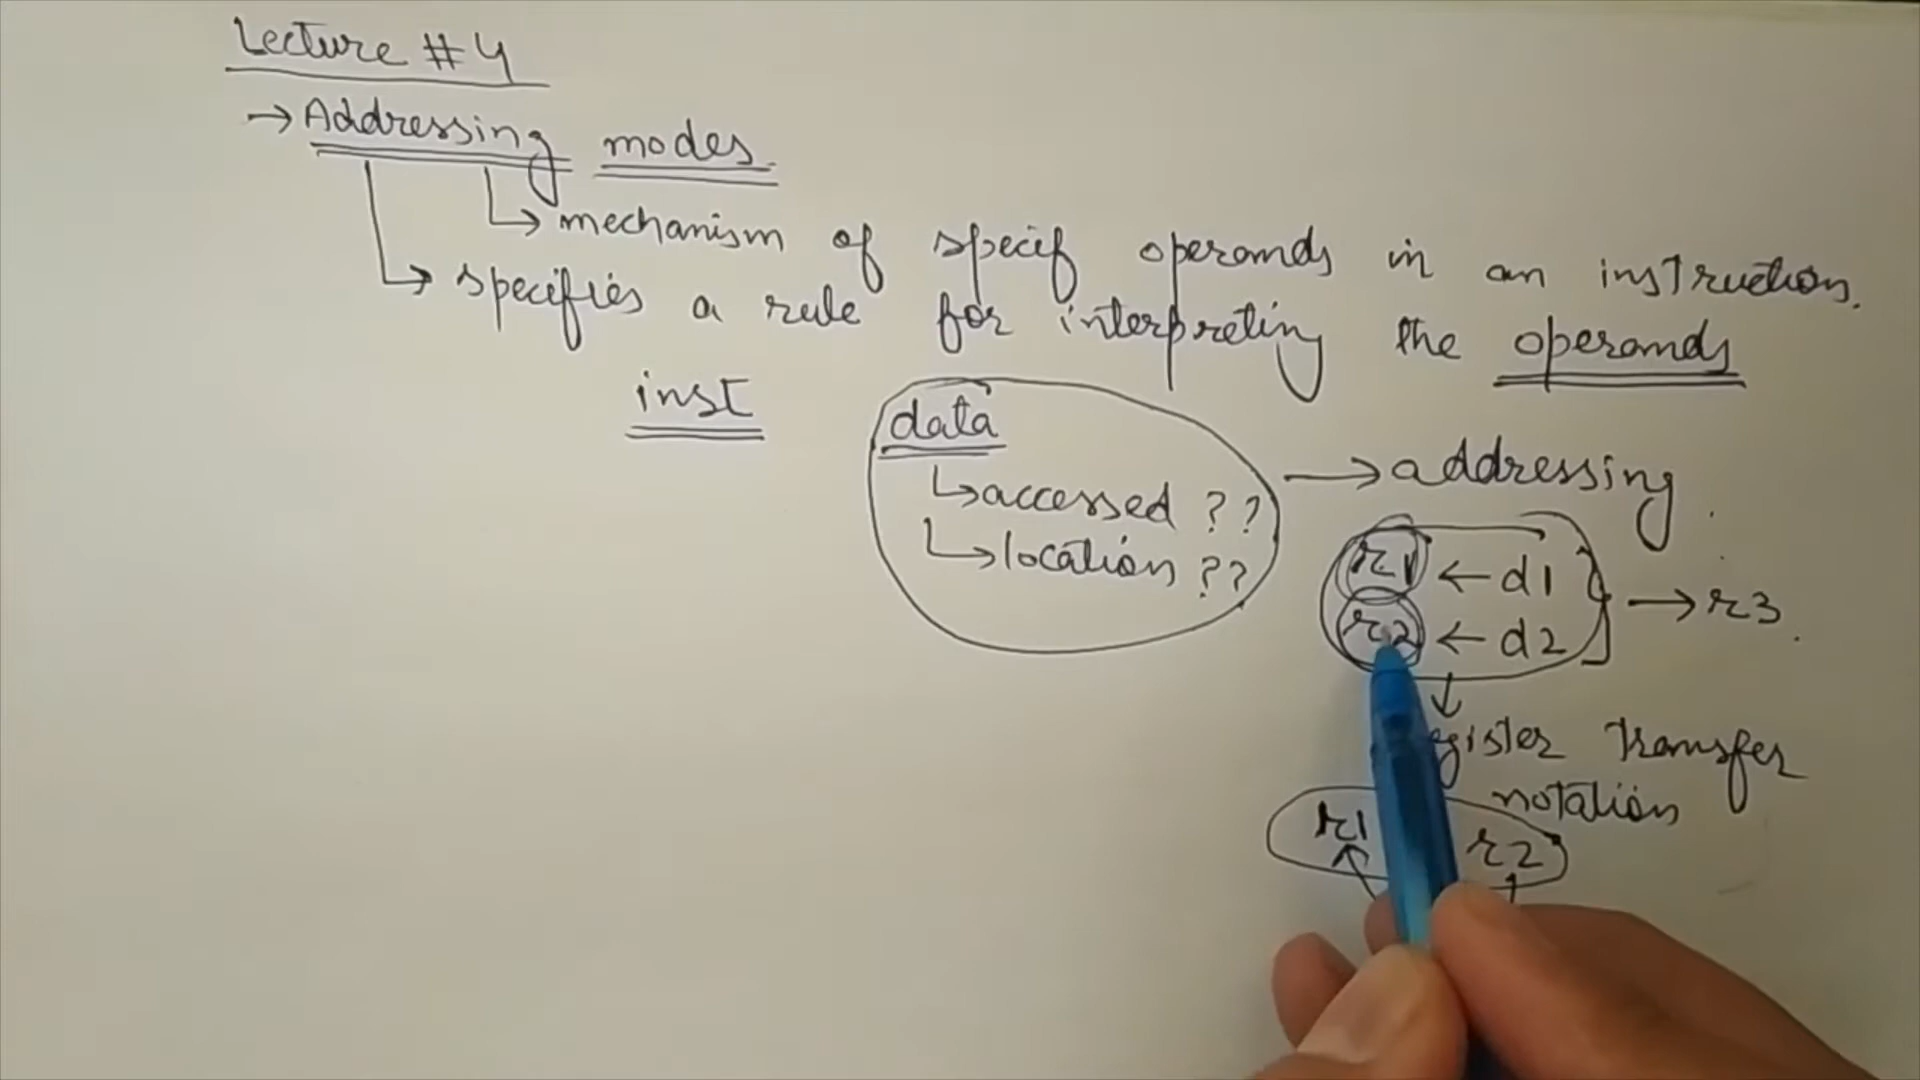 Lecture #4
→ Addressing modes.
↳ mechanism of specif operands in an instruction.
↳ specifies a rule for interpreting the operands
inst
data
↳ accessed ??
↳ location ??
→ addressing
r1 ← d1
r2 ← d2
→ r3.
egister Transfer
notation
r1 r2